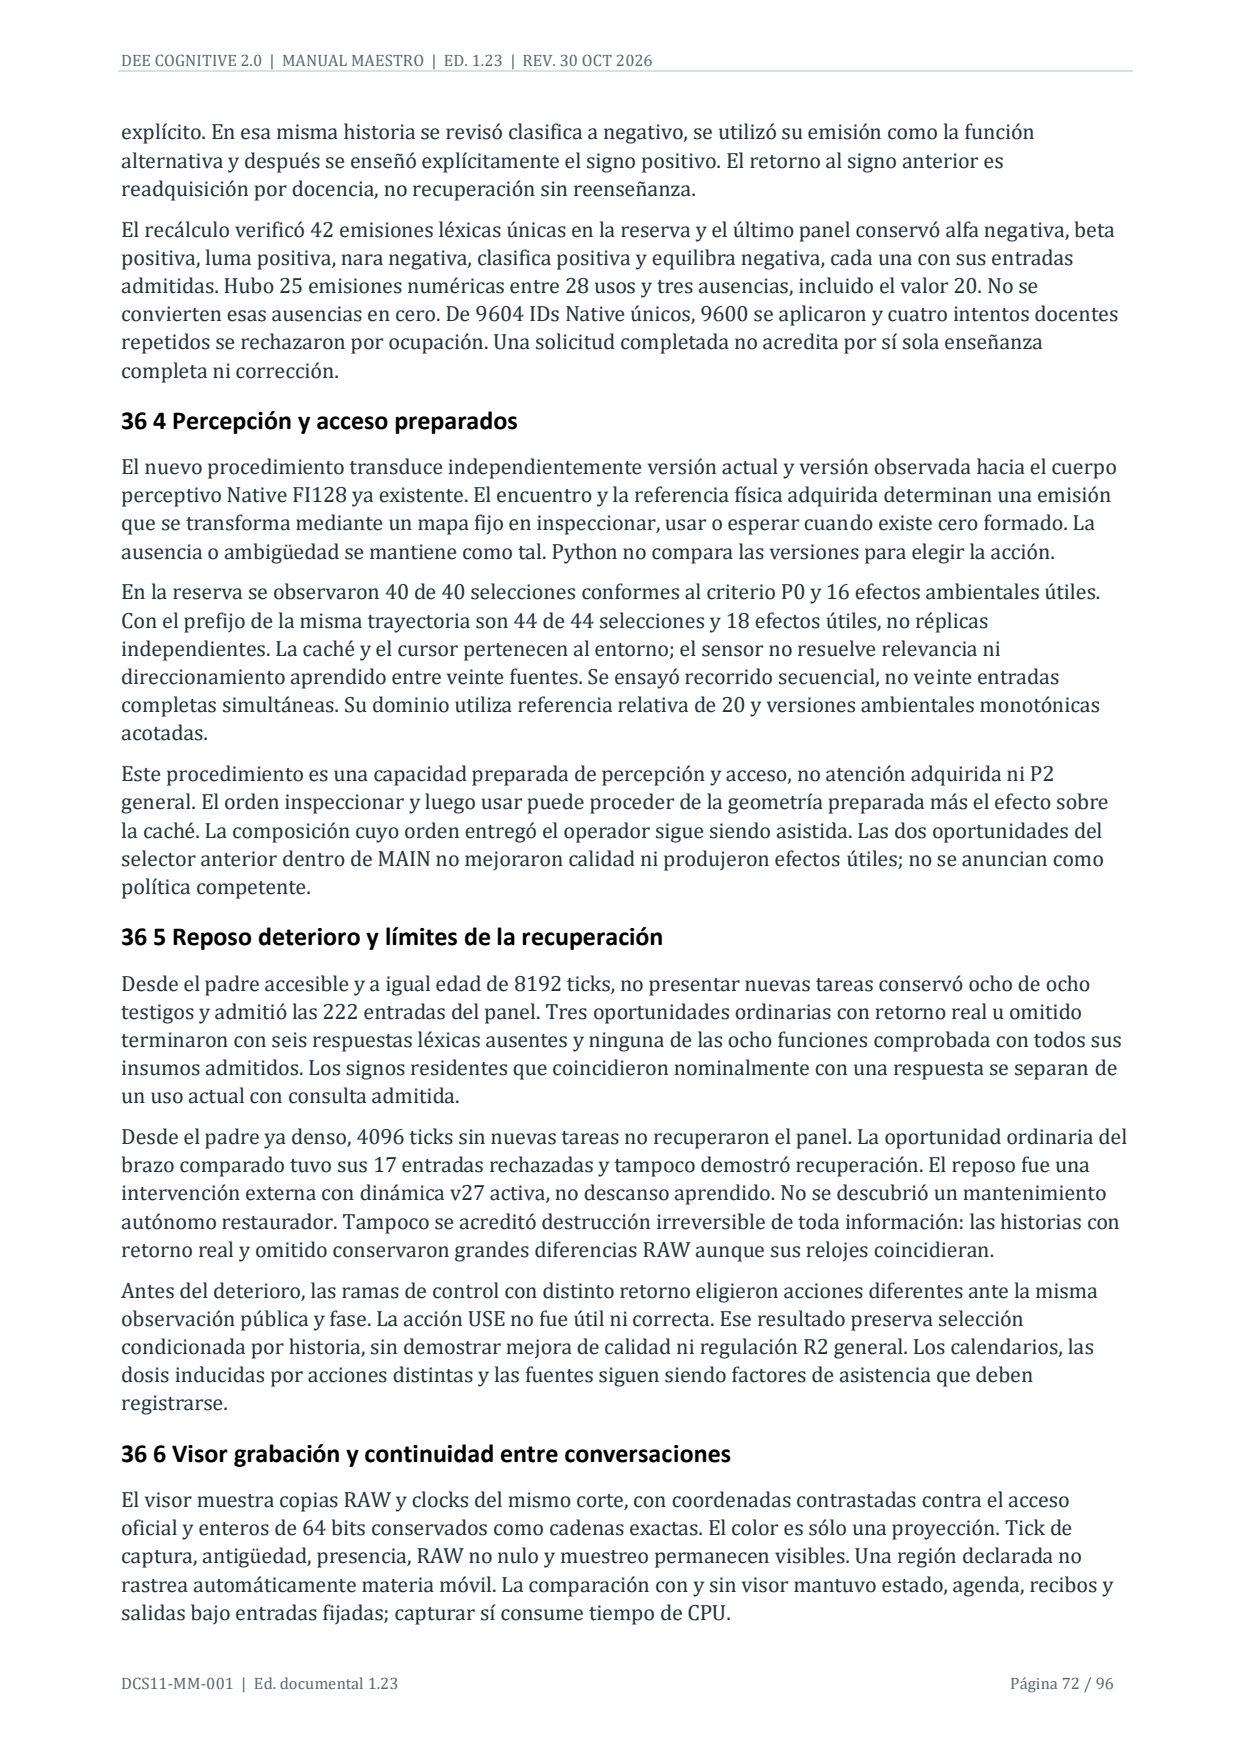 DEE COGNITIVE 2.0 | MANUAL MAESTRO | ED. 1.23 | REV. 30 OCT 2026
explícito. En esa misma historia se revisó clasifica a negativo, se utilizó su emisión como la función
alternativa y después se enseñó explícitamente el signo positivo. El retorno al signo anterior es
readquisición por docencia, no recuperación sin reenseñanza.
El recálculo verificó 42 emisiones léxicas únicas en la reserva y el último panel conservó alfa negativa, beta
positiva, luma positiva, nara negativa, clasifica positiva y equilibra negativa, cada una con sus entradas
admitidas. Hubo 25 emisiones numéricas entre 28 usos y tres ausencias, incluido el valor 20. No se
convierten esas ausencias en cero. De 9604 IDs Native únicos, 9600 se aplicaron y cuatro intentos docentes
repetidos se rechazaron por ocupación. Una solicitud completada no acredita por sí sola enseñanza
completa ni corrección.
36 4 Percepción y acceso preparados
El nuevo procedimiento transduce independientemente versión actual y versión observada hacia el cuerpo
perceptivo Native FI128 ya existente. El encuentro y la referencia física adquirida determinan una emisión
que se transforma mediante un mapa fijo en inspeccionar, usar o esperar cuando existe cero formado. La
ausencia o ambigüedad se mantiene como tal. Python no compara las versiones para elegir la acción.
En la reserva se observaron 40 de 40 selecciones conformes al criterio P0 y 16 efectos ambientales útiles.
Con el prefijo de la misma trayectoria son 44 de 44 selecciones y 18 efectos útiles, no réplicas
independientes. La caché y el cursor pertenecen al entorno; el sensor no resuelve relevancia ni
direccionamiento aprendido entre veinte fuentes. Se ensayó recorrido secuencial, no veinte entradas
completas simultáneas. Su dominio utiliza referencia relativa de 20 y versiones ambientales monotónicas
acotadas.
Este procedimiento es una capacidad preparada de percepción y acceso, no atención adquirida ni P2
general. El orden inspeccionar y luego usar puede proceder de la geometría preparada más el efecto sobre
la caché. La composición cuyo orden entregó el operador sigue siendo asistida. Las dos oportunidades del
selector anterior dentro de MAIN no mejoraron calidad ni produjeron efectos útiles; no se anuncian como
política competente.
36 5 Reposo deterioro y límites de la recuperación
Desde el padre accesible y a igual edad de 8192 ticks, no presentar nuevas tareas conservó ocho de ocho
testigos y admitió las 222 entradas del panel. Tres oportunidades ordinarias con retorno real u omitido
terminaron con seis respuestas léxicas ausentes y ninguna de las ocho funciones comprobada con todos sus
insumos admitidos. Los signos residentes que coincidieron nominalmente con una respuesta se separan de
un uso actual con consulta admitida.
Desde el padre ya denso, 4096 ticks sin nuevas tareas no recuperaron el panel. La oportunidad ordinaria del
brazo comparado tuvo sus 17 entradas rechazadas y tampoco demostró recuperación. El reposo fue una
intervención externa con dinámica v27 activa, no descanso aprendido. No se descubrió un mantenimiento
autónomo restaurador. Tampoco se acreditó destrucción irreversible de toda información: las historias con
retorno real y omitido conservaron grandes diferencias RAW aunque sus relojes coincidieran.
Antes del deterioro, las ramas de control con distinto retorno eligieron acciones diferentes ante la misma
observación pública y fase. La acción USE no fue útil ni correcta. Ese resultado preserva selección
condicionada por historia, sin demostrar mejora de calidad ni regulación R2 general. Los calendarios, las
dosis inducidas por acciones distintas y las fuentes siguen siendo factores de asistencia que deben
registrarse.
36 6 Visor grabación y continuidad entre conversaciones
El visor muestra copias RAW y clocks del mismo corte, con coordenadas contrastadas contra el acceso
oficial y enteros de 64 bits conservados como cadenas exactas. El color es sólo una proyección. Tick de
captura, antigüedad, presencia, RAW no nulo y muestreo permanecen visibles. Una región declarada no
rastrea automáticamente materia móvil. La comparación con y sin visor mantuvo estado, agenda, recibos y
salidas bajo entradas fijadas; capturar sí consume tiempo de CPU.
DCS11-MM-001 | Ed. documental 1.23
Página 72 / 96